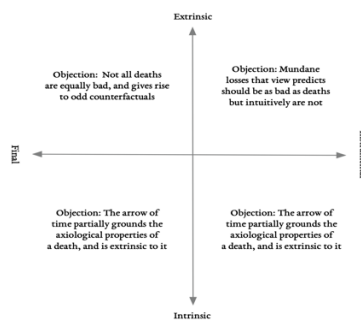 Extrinsic
Objection: Not all deaths
are equally bad, and gives rise
to odd counterfactuals
Objection: Mundane
losses that view predicts
should be as bad as deaths
but intuitively are not
Final
Objection: The arrow of
time partially grounds the
axiological properties of
a death, and is extrinsic to it
Objection: The arrow of
time partially grounds the
axiological properties of
a death, and is extrinsic to it
Intrinsic